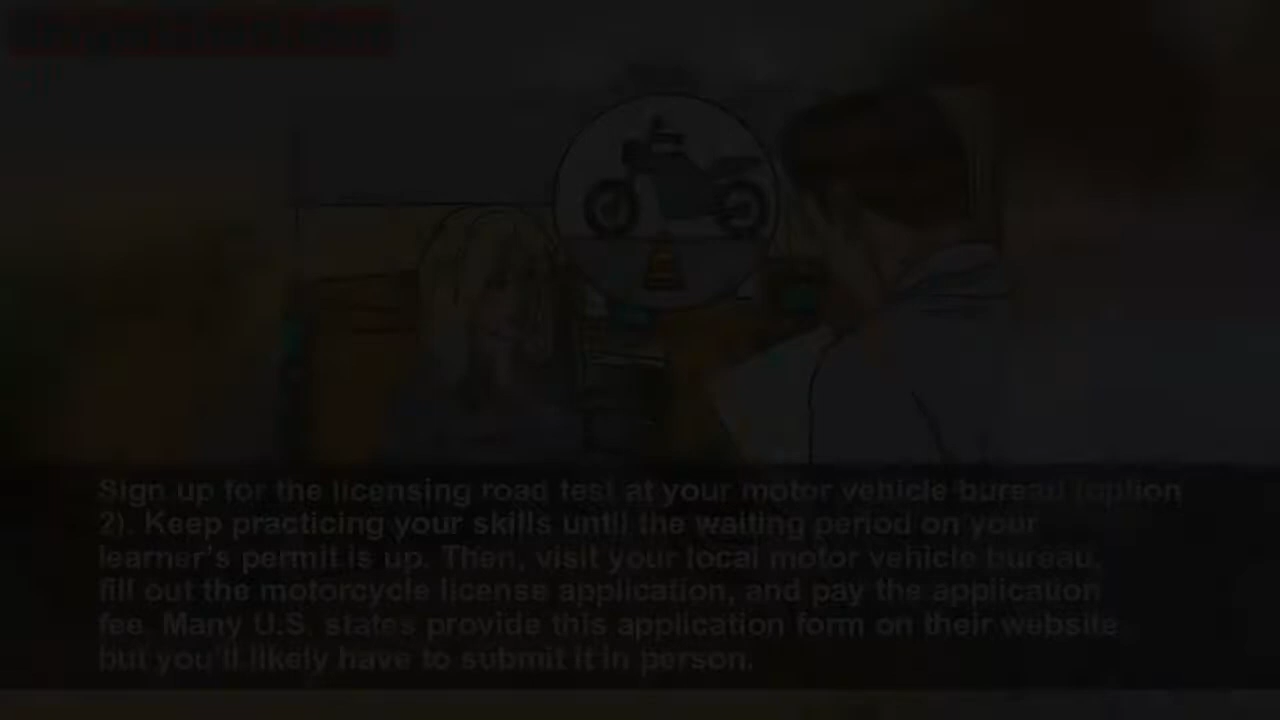 Sign up for the licensing road test at your motor vehicle bureau (option
2). Keep practicing your skills until the waiting period on your
learner's permit is up. Then, visit your local motor vehicle bureau,
fill out the motorcycle license application, and pay the application
fee. Many U.S. states provide this application form on their website
but you'll likely have to submit it in person.